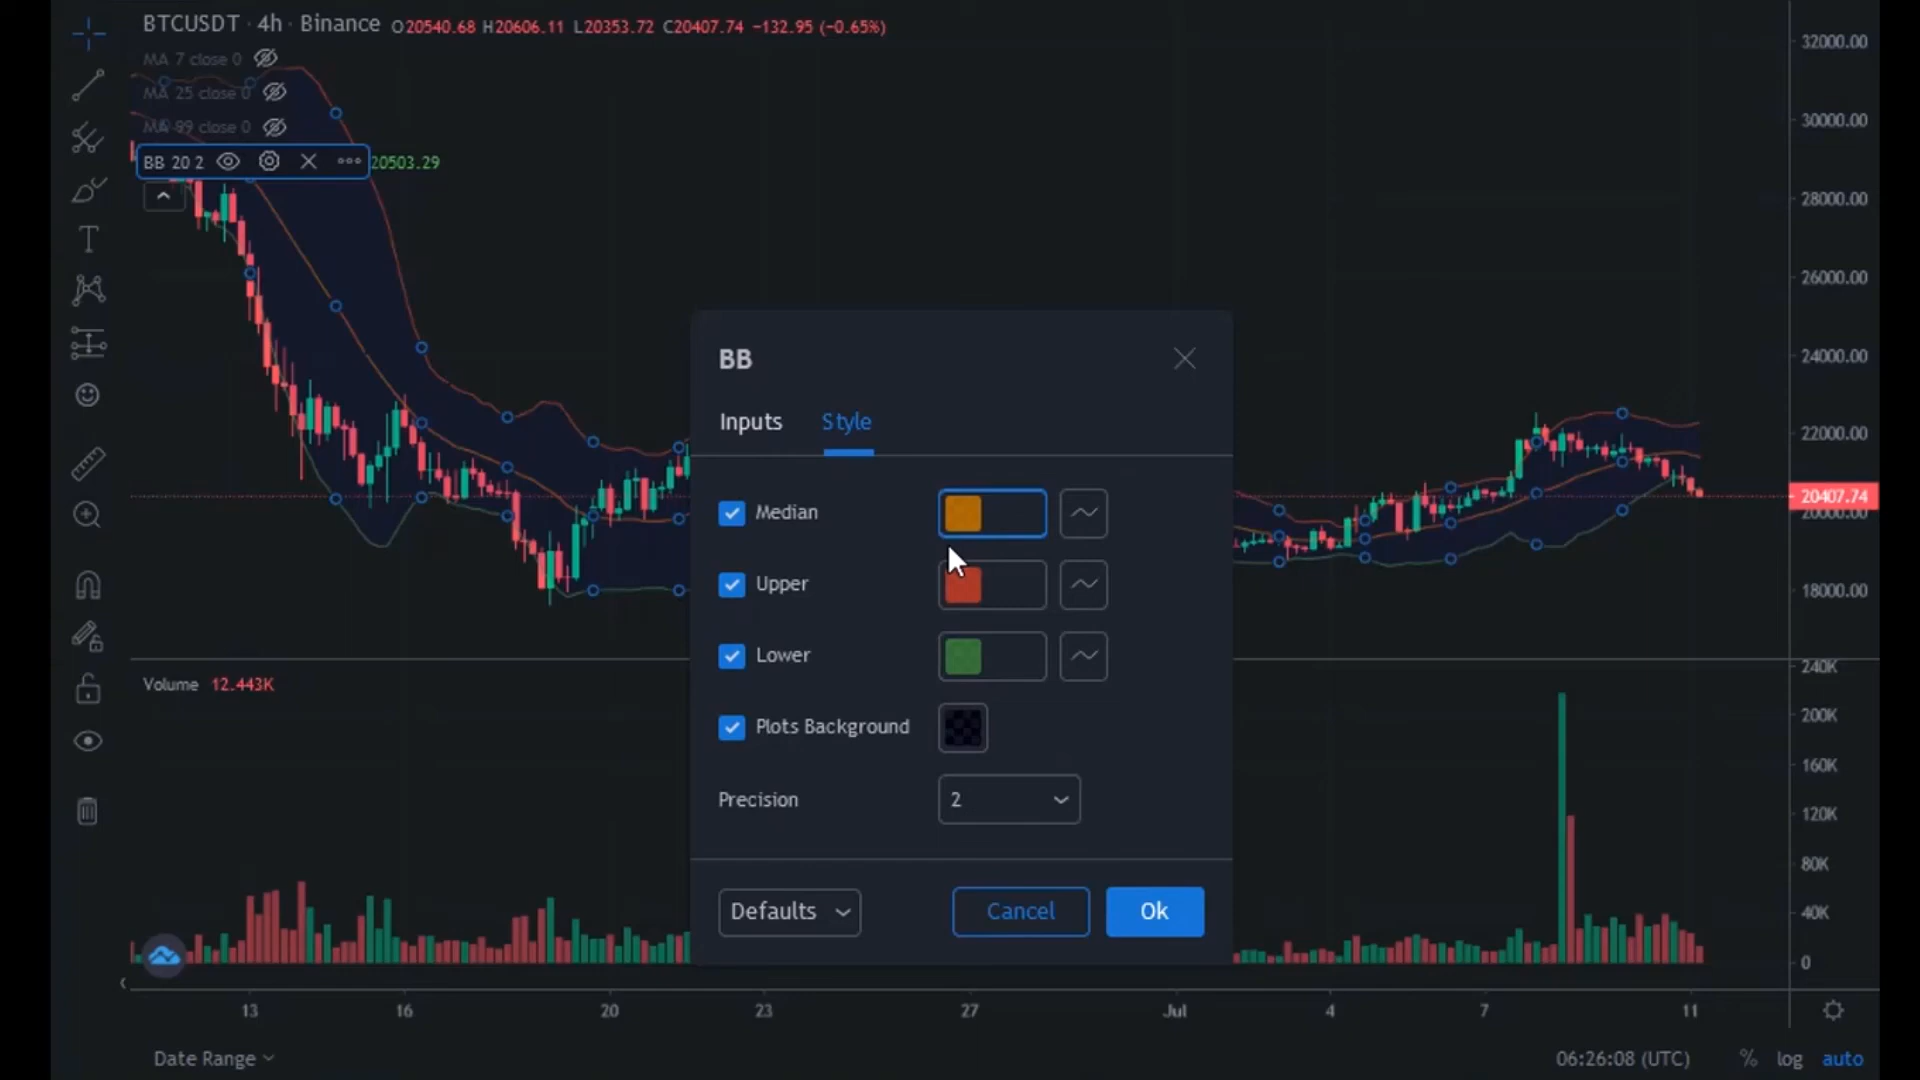 BTCUSDT · 4h · Binance O20540.68 H20606.11 L20353.72 C20407.74 −132.95 (−0.65%)
MA 7 close 0
MA 25 close 0
MA 99 close 0
BB 20 2 20503.29
32000.00
30000.00
28000.00
26000.00
24000.00
22000.00
20407.74
20000.00
18000.00
BB
Inputs Style
Median
Upper
Lower
Plots Background
Precision 2
Defaults Cancel Ok
Volume 12.443K
240K
200K
160K
120K
80K
40K
0
13 16 20 23 27 Jul 4 7 11
Date Range 06:26:08 (UTC) % log auto